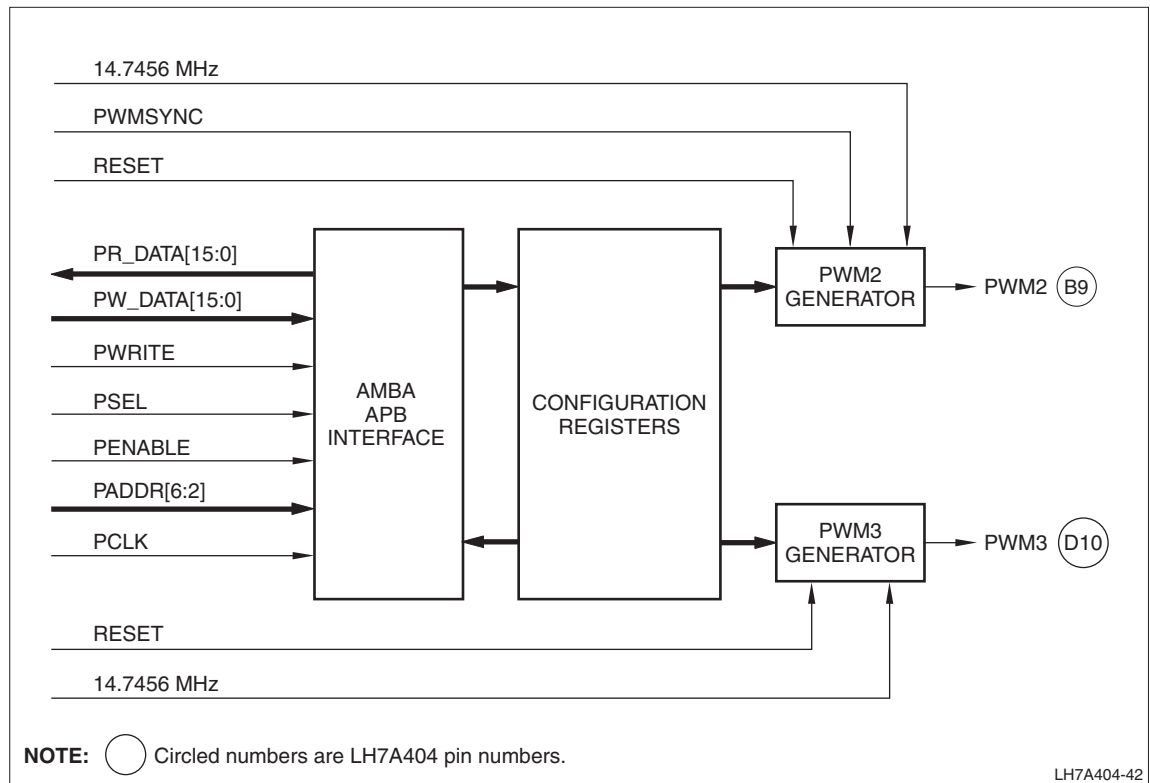 14.7456 MHz
PWMSYNC
RESET
PR_DATA[15:0]
PW_DATA[15:0]
PWRITE
PSEL
PENABLE
PADDR[6:2]
PCLK
AMBA
APB
INTERFACE
CONFIGURATION
REGISTERS
PWM2
GENERATOR
PWM2 B9
PWM3
GENERATOR
PWM3 D10
RESET
14.7456 MHz
NOTE: Circled numbers are LH7A404 pin numbers.
LH7A404-42